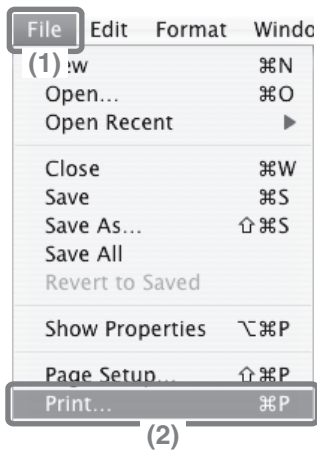 File Edit Format Windo
(1) ew ⌘N
Open... ⌘O
Open Recent ▶
Close ⌘W
Save ⌘S
Save As... ⇧⌘S
Save All
Revert to Saved
Show Properties ⌥⌘P
Page Setup... ⇧⌘P
Print... ⌘P
(2)